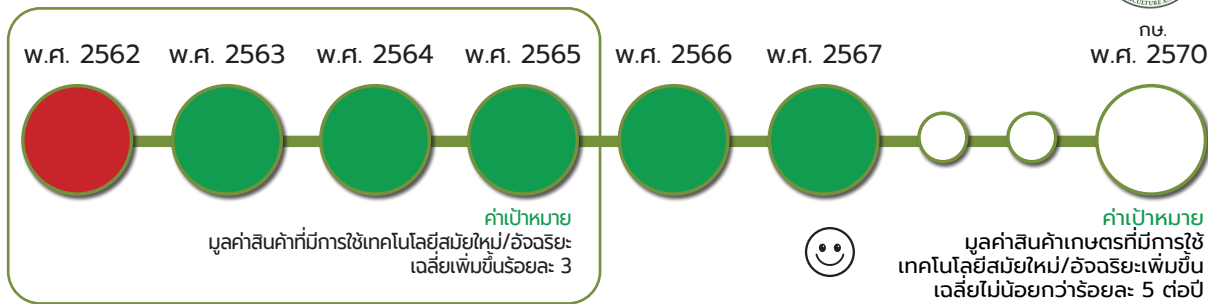 กษ.
พ.ศ. 2562 พ.ศ. 2563 พ.ศ. 2564 พ.ศ. 2565 พ.ศ. 2566 พ.ศ. 2567 พ.ศ. 2570
ค่าเป้าหมาย
มูลค่าสินค้าที่มีการใช้เทคโนโลยีสมัยใหม่/อัจฉริยะ
เฉลี่ยเพิ่มขึ้นร้อยละ 3
ค่าเป้าหมาย
มูลค่าสินค้าเกษตรที่มีการใช้
เทคโนโลยีสมัยใหม่/อัจฉริยะเพิ่มขึ้น
เฉลี่ยไม่น้อยกว่าร้อยละ 5 ต่อปี